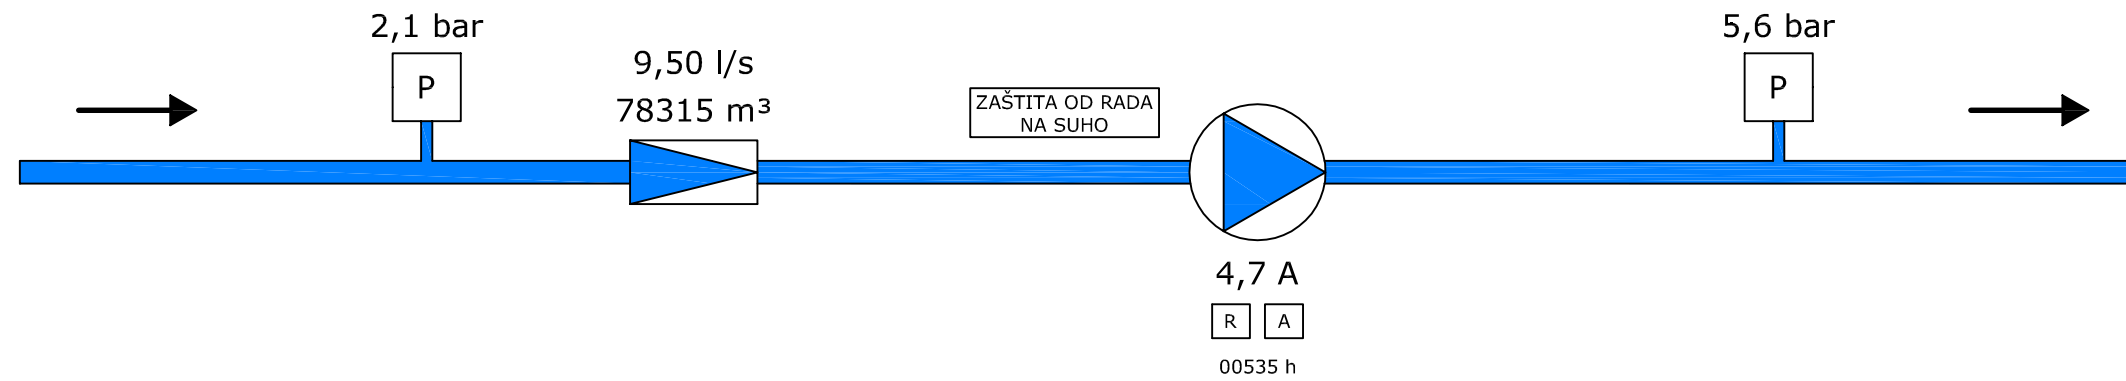 2,1 bar
P
9,50 l/s
78315 m³
ZAŠTITA OD RADA
NA SUHO
4,7 A
R A
00535 h
5,6 bar
P